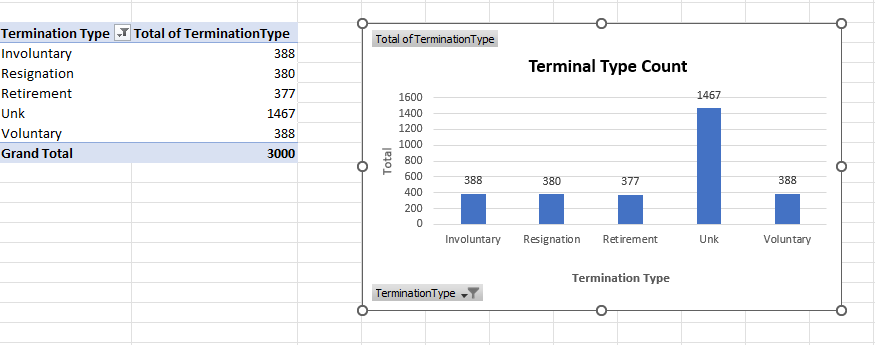 Termination Type Total of TerminationType
Involuntary 388
Resignation 380
Retirement 377
Unk 1467
Voluntary 388
Grand Total 3000
Total of TerminationType
Terminal Type Count
1600
1400
1200
1000
800
600
400
200
0
Total
388 380 377 1467 388
Involuntary Resignation Retirement Unk Voluntary
Termination Type
TerminationType